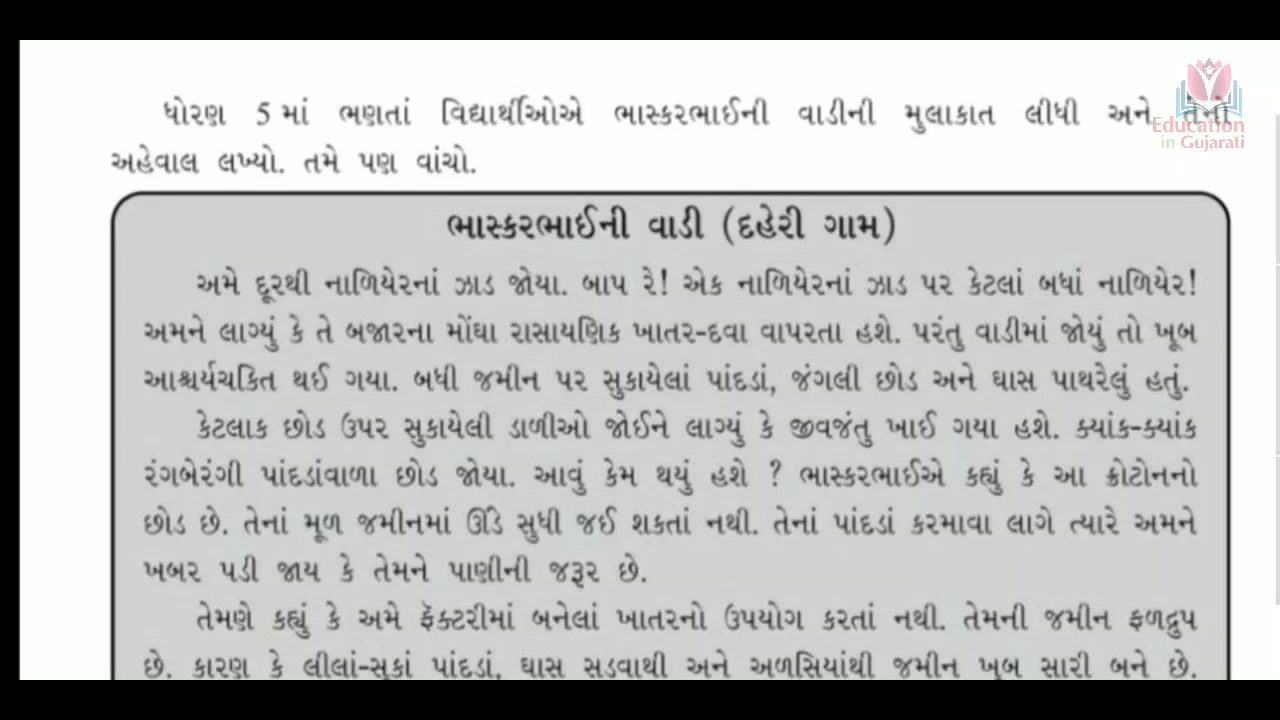 ધોરણ 5 માં ભણતાં વિદ્યાર્થીઓએ ભાસ્કરભાઈની વાડીની મુલાકાત લીધી અને તેનો
Education
in Gujarati
અહેવાલ લખ્યો. તમે પણ વાંચો.
ભાસ્કરભાઈની વાડી (દહેરી ગામ)
અમે દૂરથી નાળિયેરનાં ઝાડ જોયા. બાપ રે! એક નાળિયેરનાં ઝાડ પર કેટલાં બધાં નાળિયેર!
અમને લાગ્યું કે તે બજારના મોંઘા રાસાયણિક ખાતર-દવા વાપરતા હશે. પરંતુ વાડીમાં જોયું તો ખૂબ
આશ્ચર્યચકિત થઈ ગયા. બધી જમીન પર સુકાયેલાં પાંદડાં, જંગલી છોડ અને ઘાસ પાથરેલું હતું.
કેટલાક છોડ ઉપર સુકાયેલી ડાળીઓ જોઈને લાગ્યું કે જીવજંતુ ખાઈ ગયા હશે. ક્યાંક-ક્યાંક
રંગબેરંગી પાંદડાંવાળા છોડ જોયા. આવું કેમ થયું હશે ? ભાસ્કરભાઈએ કહ્યું કે આ ક્રોટોનનો
છોડ છે. તેનાં મૂળ જમીનમાં ઊંડે સુધી જઈ શકતાં નથી. તેનાં પાંદડાં કરમાવા લાગે ત્યારે અમને
ખબર પડી જાય કે તેમને પાણીની જરૂર છે.
તેમણે કહ્યું કે અમે ફૅક્ટરીમાં બનેલાં ખાતરનો ઉપયોગ કરતાં નથી. તેમની જમીન ફળદ્રુપ
છે. કારણ કે લીલાં-સૂકાં પાંદડાં, ઘાસ સડવાથી અને અળસિયાંથી જમીન ખૂબ સારી બને છે.